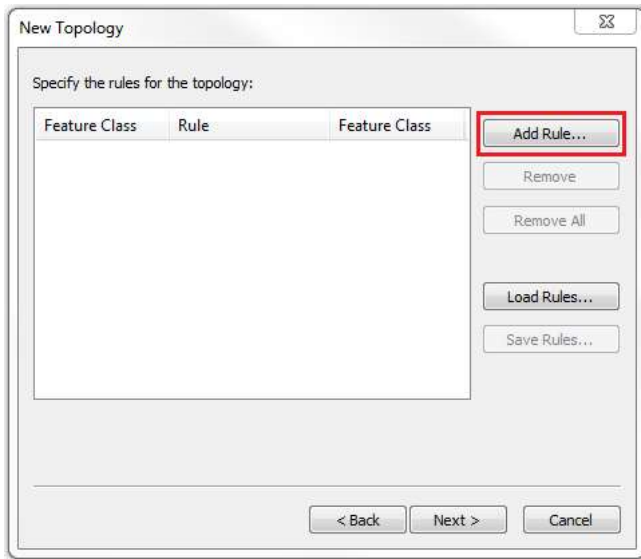 New Topology
Specify the rules for the topology:
Feature Class Rule Feature Class
Add Rule...
Remove
Remove All
Load Rules...
Save Rules...
< Back Next > Cancel